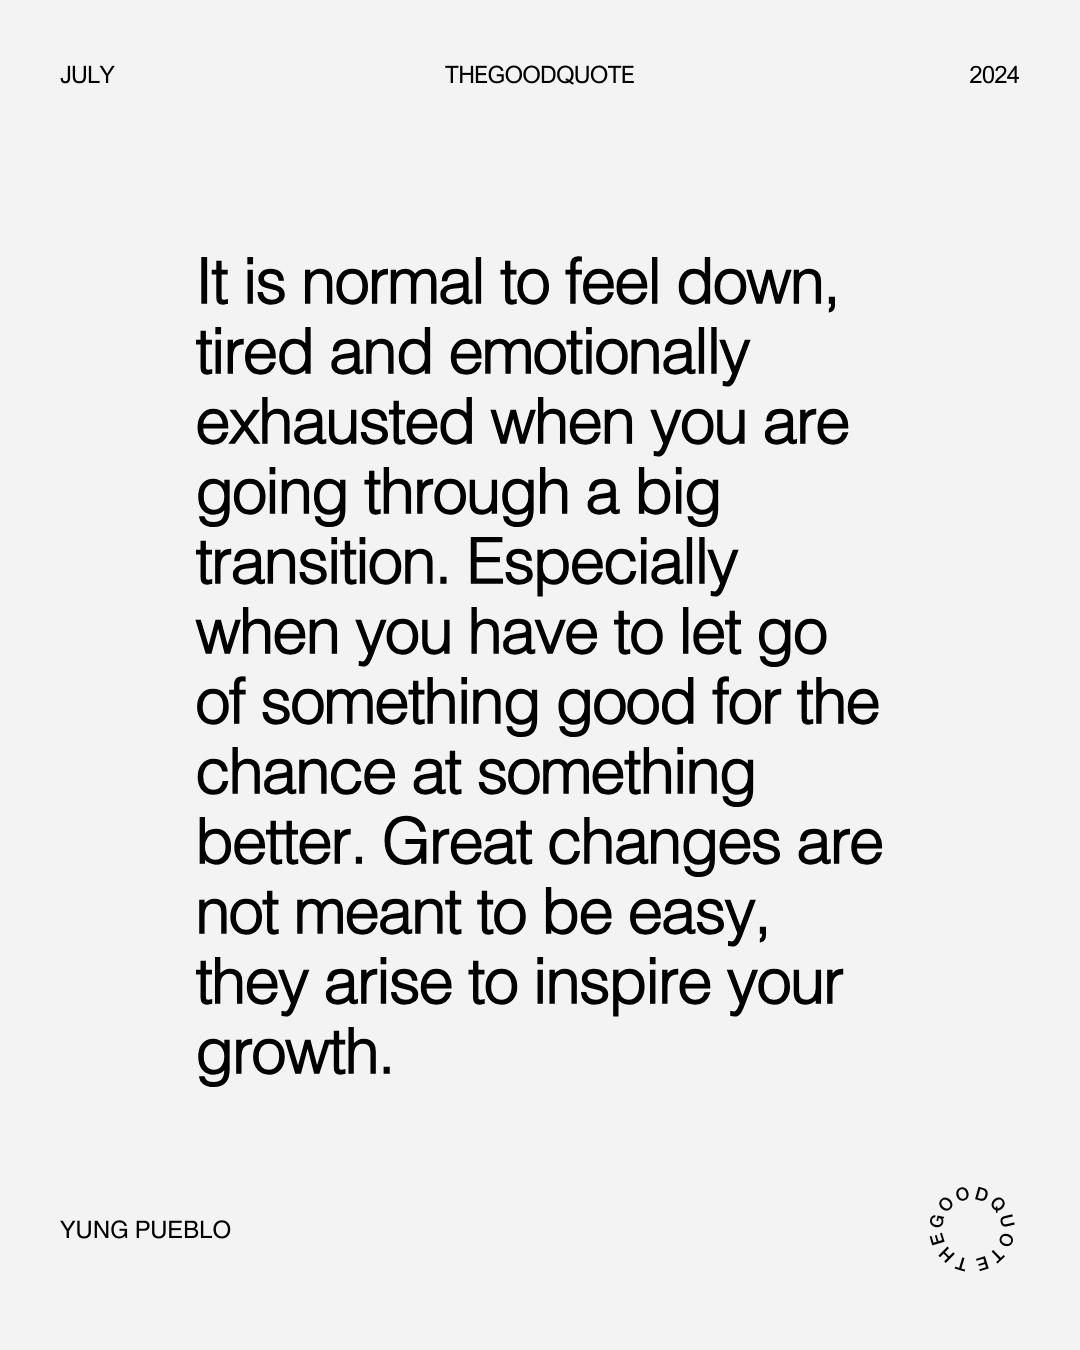 JULY THEGOODQUOTE 2024
It is normal to feel down,
tired and emotionally
exhausted when you are
going through a big
transition. Especially
when you have to let go
of something good for the
chance at something
better. Great changes are
not meant to be easy,
they arise to inspire your
growth.
YUNG PUEBLO
THEGOODQUOTE